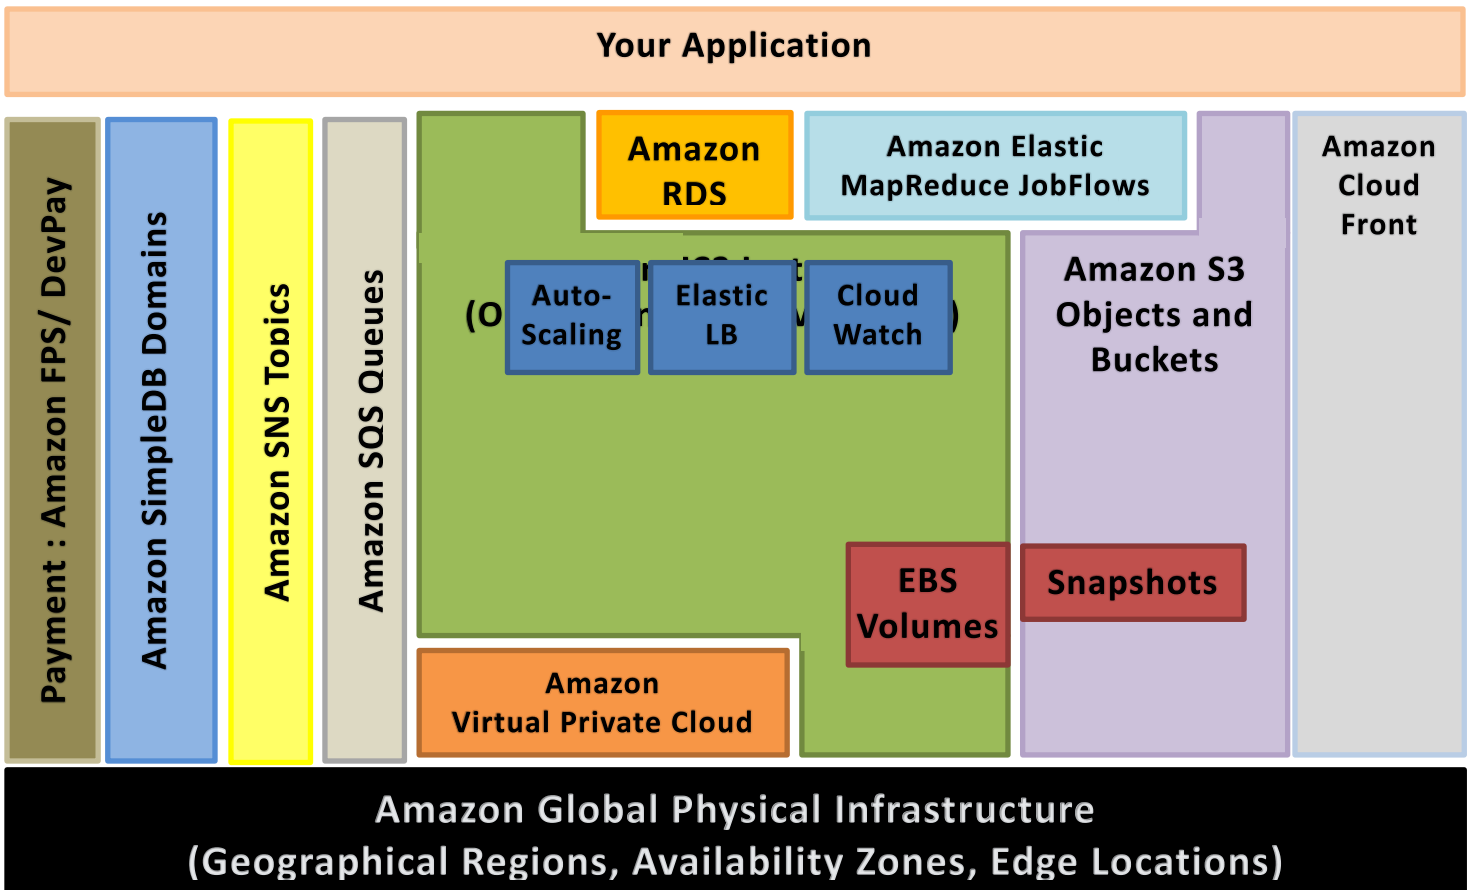 Your Application
Payment : Amazon FPS/ DevPay
Amazon SimpleDB Domains
Amazon SNS Topics
Amazon SQS Queues
Amazon
RDS
Amazon Elastic
MapReduce JobFlows
Amazon
Cloud
Front
Auto-
Scaling
Elastic
LB
Cloud
Watch
Amazon S3
Objects and
Buckets
EBS
Volumes
Snapshots
Amazon
Virtual Private Cloud
Amazon Global Physical Infrastructure
(Geographical Regions, Availability Zones, Edge Locations)